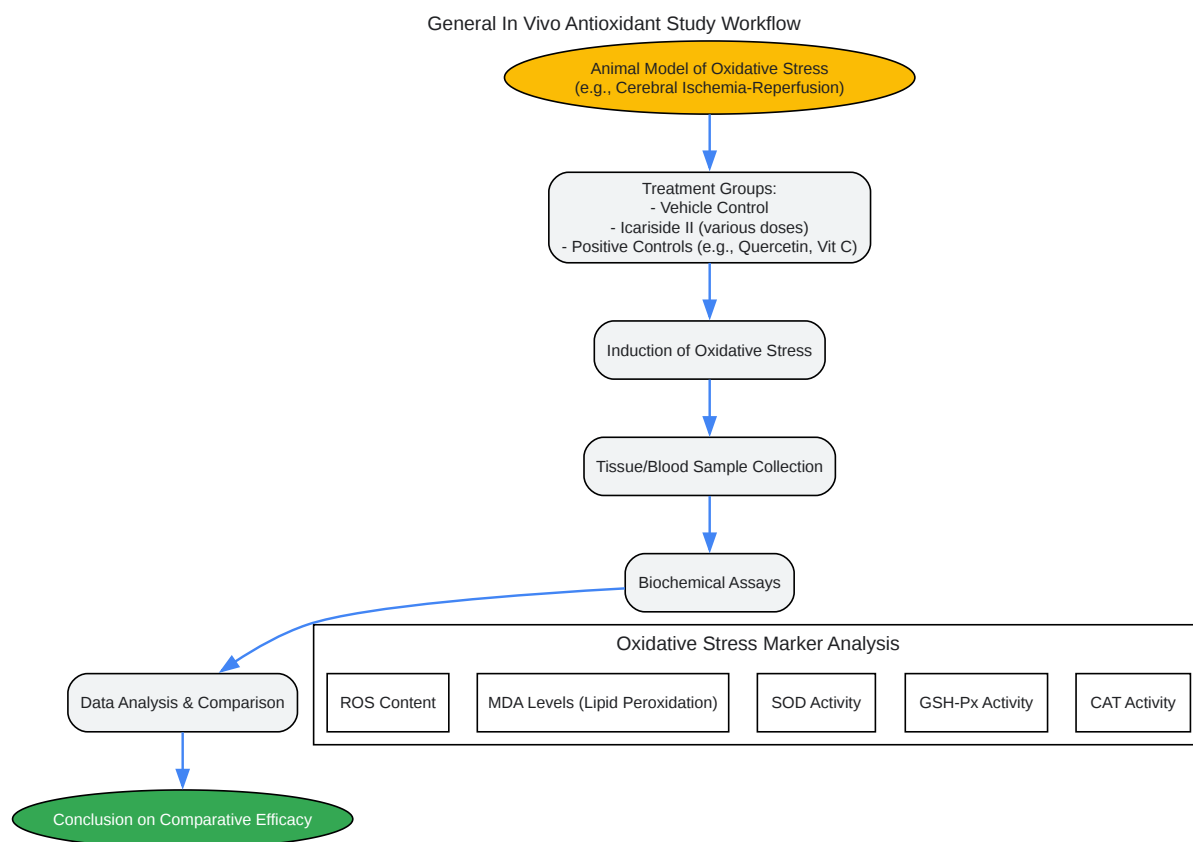 General In Vivo Antioxidant Study Workflow
Animal Model of Oxidative Stress
(e.g., Cerebral Ischemia-Reperfusion)
Treatment Groups:
- Vehicle Control
- Icariside II (various doses)
- Positive Controls (e.g., Quercetin, Vit C)
Induction of Oxidative Stress
Tissue/Blood Sample Collection
Biochemical Assays
Oxidative Stress Marker Analysis
Data Analysis & Comparison
ROS Content
MDA Levels (Lipid Peroxidation)
SOD Activity
GSH-Px Activity
CAT Activity
Conclusion on Comparative Efficacy